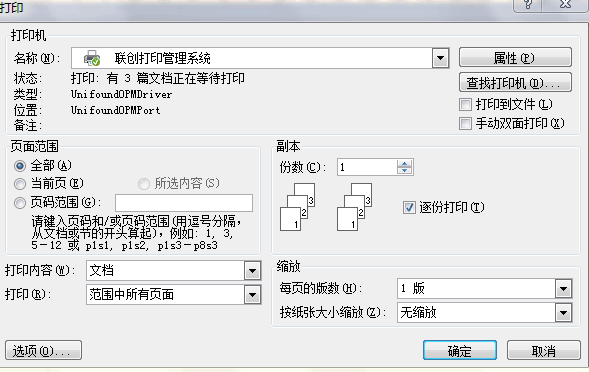 打印
打印机
名称(N): 联创打印管理系统 属性(P)
状态: 打印: 有 3 篇文档正在等待打印 查找打印机(D)...
类型: UnifoundOPMDriver
位置: UnifoundOPMPort 打印到文件(L)
备注: 手动双面打印(X)
页面范围
全部(A)
当前页(E) 所选内容(S)
页码范围(G):
请键入页码和/或页码范围(用逗号分隔,
从文档或节的开头算起),例如: 1, 3,
5-12 或 p1s1, p1s2, p1s3-p8s3
副本
份数(C): 1
3 3
2 2
1 1
逐份打印(T)
打印内容(W): 文档
打印(R): 范围中所有页面
缩放
每页的版数(H): 1 版
按纸张大小缩放(Z): 无缩放
选项(O)... 确定 取消